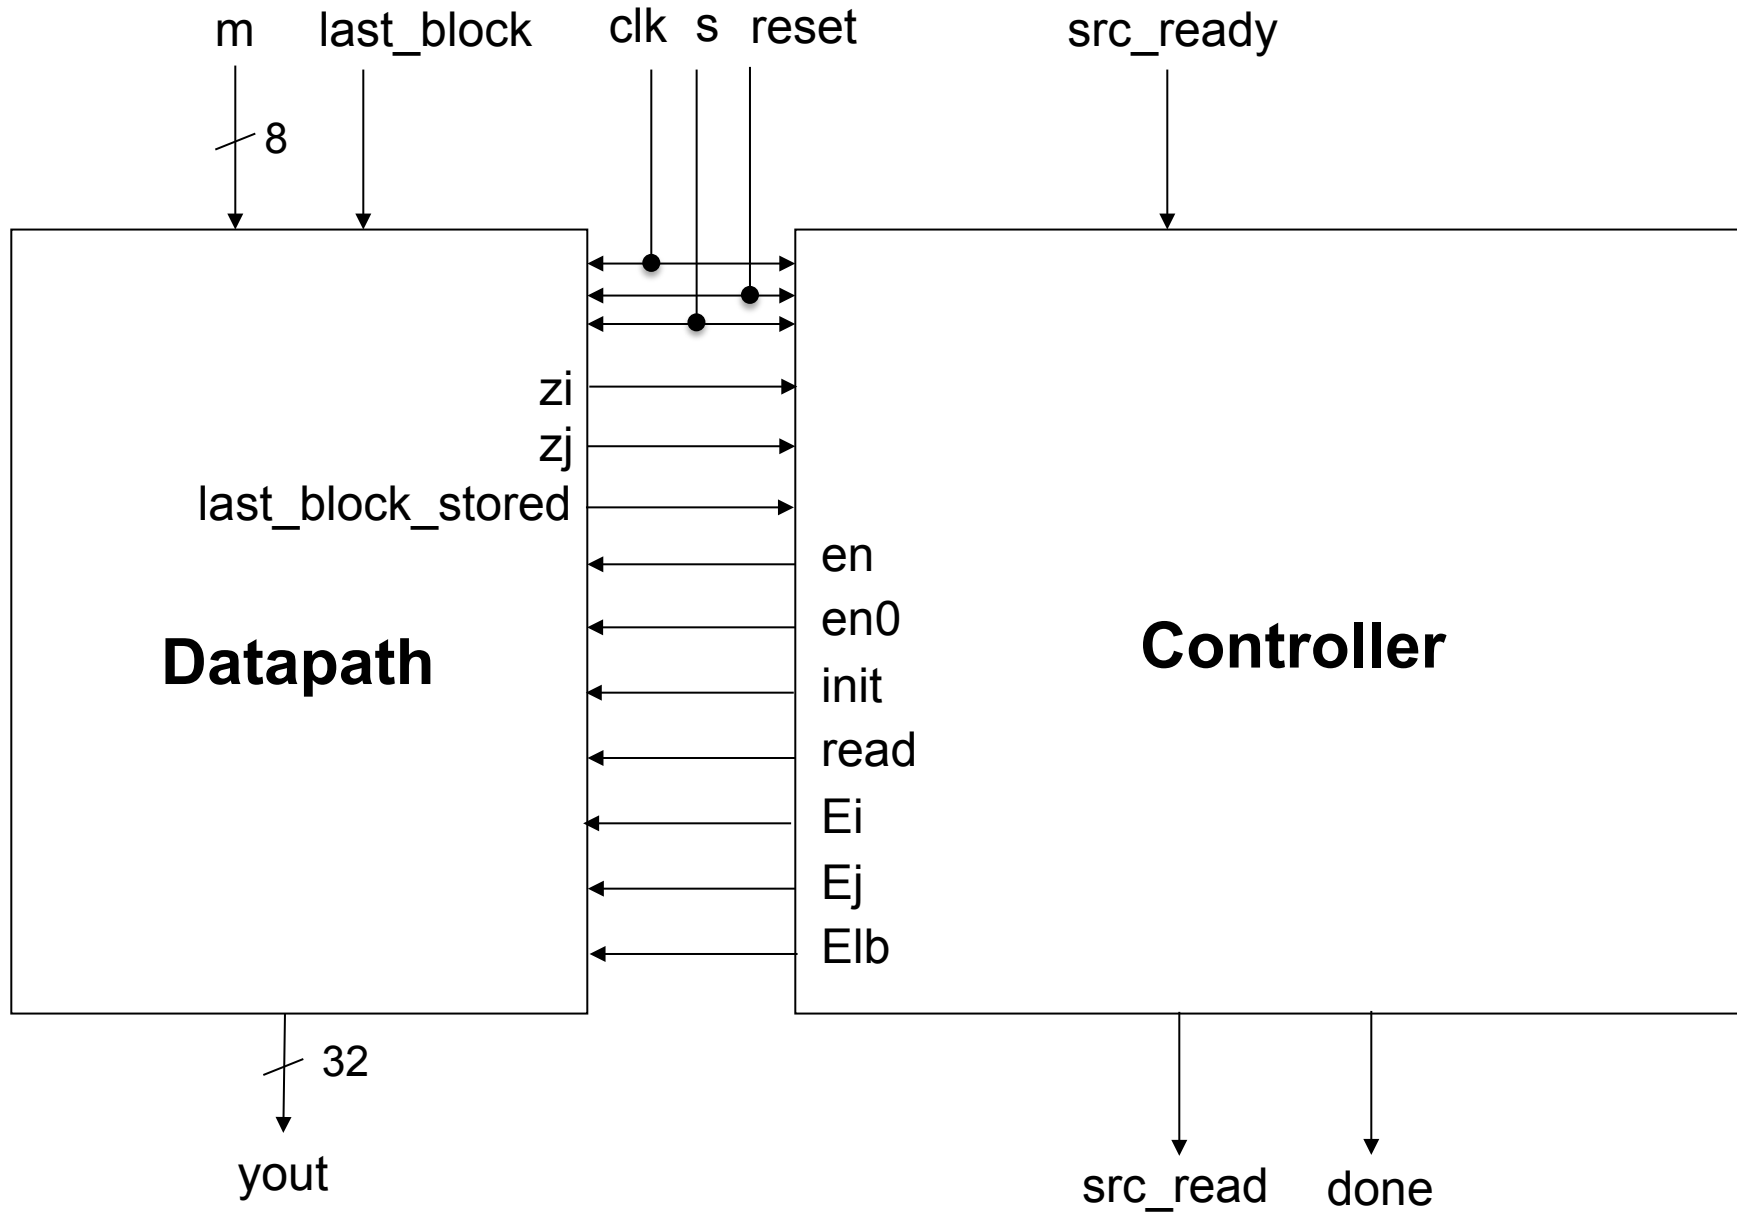 m last_block clk s reset src_ready
8
zi
zj
last_block_stored
en
en0
init
read
Ei
Ej
Elb
Datapath
Controller
32
yout
src_read done